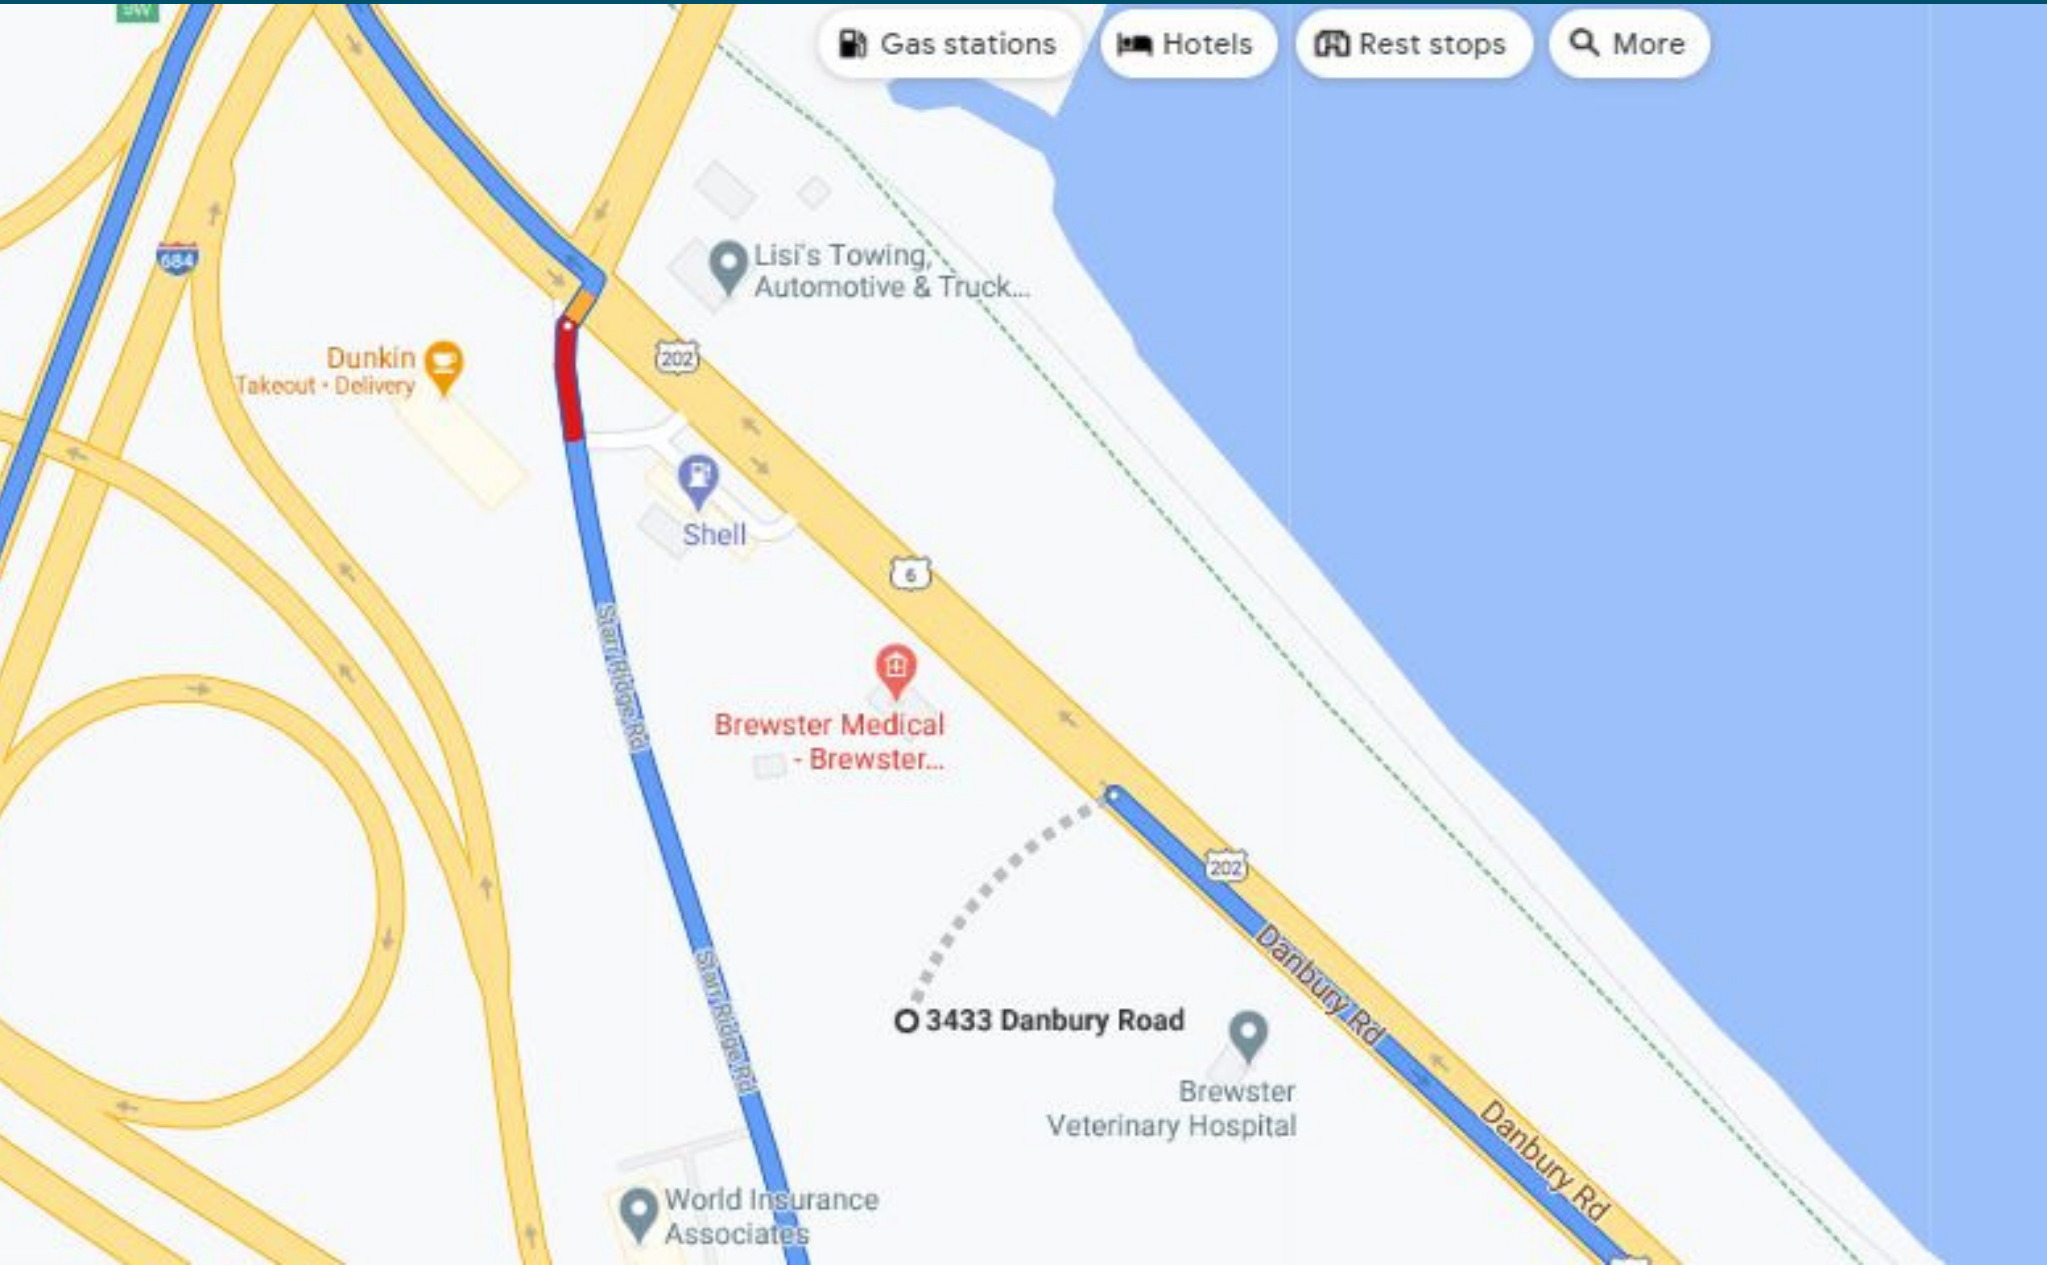 9W
Gas stations
Hotels
Rest stops
More
684
Lisi's Towing,
Automotive & Truck...
Dunkin
Takeout • Delivery
202
Shell
6
Starr Ridge Rd
Brewster Medical
- Brewster...
202
Danbury Rd
Starr Ridge Rd
3433 Danbury Road
Brewster
Veterinary Hospital
Danbury Rd
World Insurance
Associates